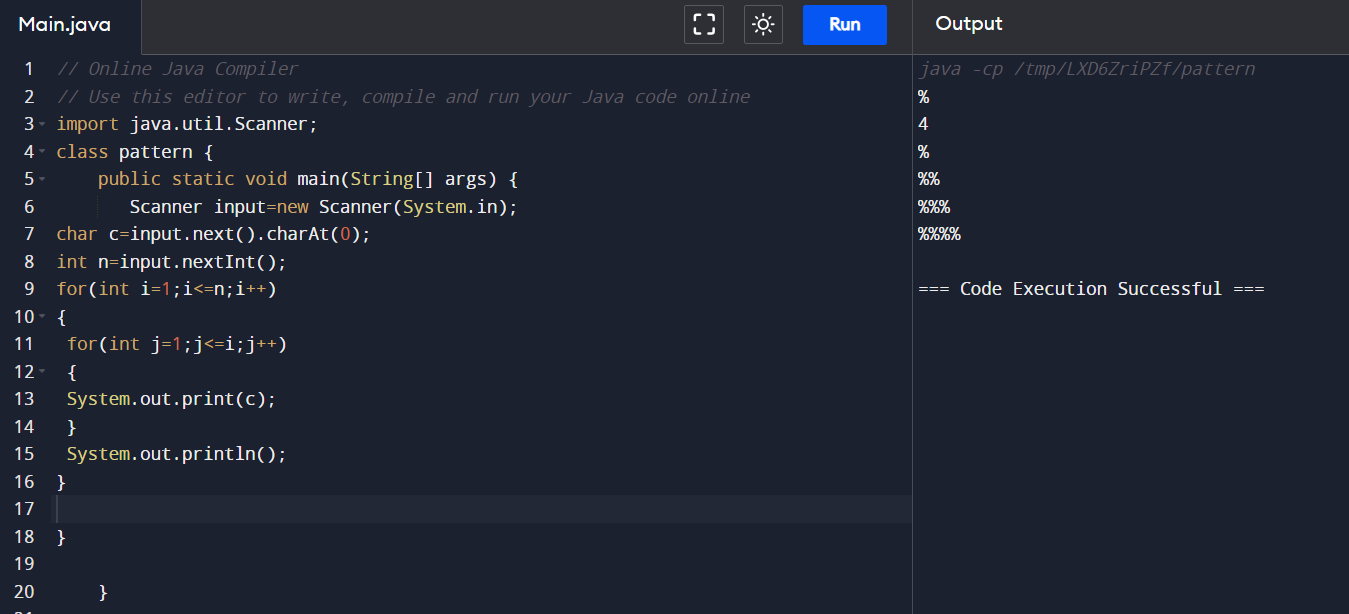 Main.java
Run
Output
1 // Online Java Compiler
2 // Use this editor to write, compile and run your Java code online
3 import java.util.Scanner;
4 class pattern {
5     public static void main(String[] args) {
6        Scanner input=new Scanner(System.in);
7 char c=input.next().charAt(0);
8 int n=input.nextInt();
9 for(int i=1;i<=n;i++)
10 {
11  for(int j=1;j<=i;j++)
12  {
13  System.out.print(c);
14  }
15  System.out.println();
16 }
17
18 }
19
20     }
java -cp /tmp/LXD6ZriPZf/pattern
%
4
%
%%
%%%
%%%%
=== Code Execution Successful ===